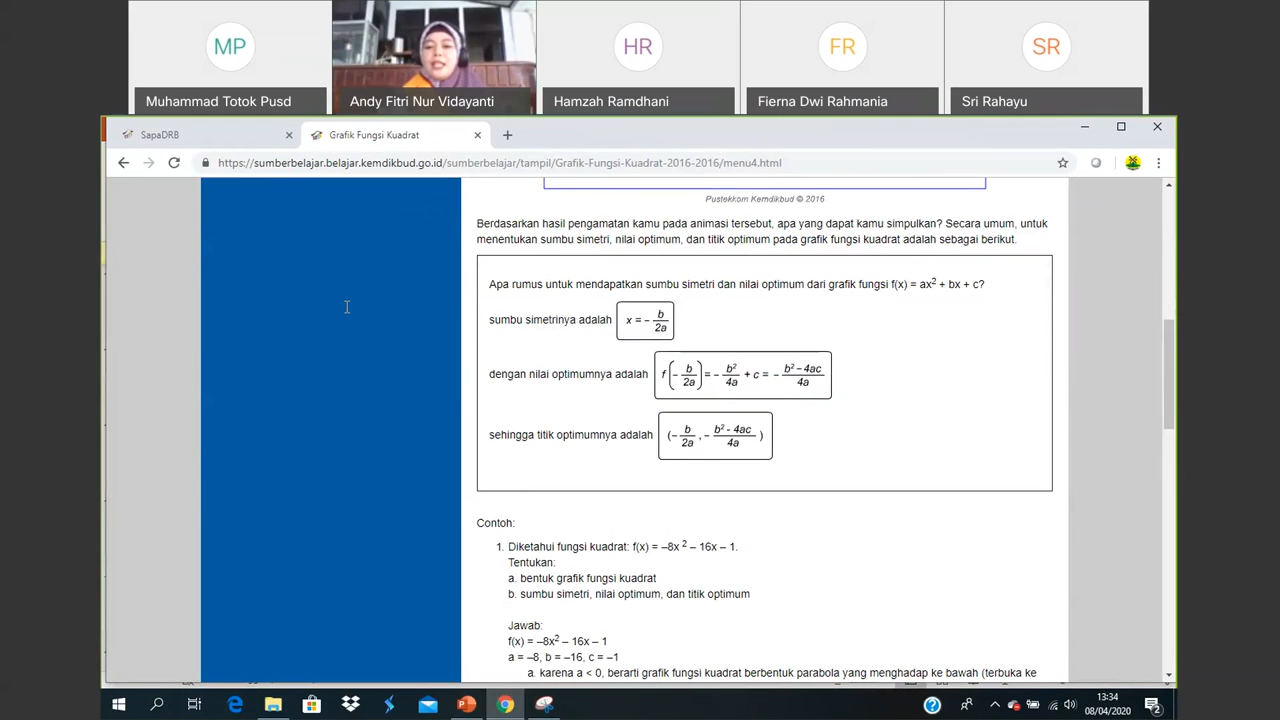 MP
HR
FR
SR
Muhammad Totok Pusd
Andy Fitri Nur Vidayanti
Hamzah Ramdhani
Fierna Dwi Rahmania
Sri Rahayu
SapaDRB
Grafik Fungsi Kuadrat
https://sumberbelajar.belajar.kemdikbud.go.id/sumberbelajar/tampil/Grafik-Fungsi-Kuadrat-2016-2016/menu4.html
Pustekkom Kemdikbud © 2016
Berdasarkan hasil pengamatan kamu pada animasi tersebut, apa yang dapat kamu simpulkan? Secara umum, untuk
menentukan sumbu simetri, nilai optimum, dan titik optimum pada grafik fungsi kuadrat adalah sebagai berikut.
Apa rumus untuk mendapatkan sumbu simetri dan nilai optimum dari grafik fungsi f(x) = ax² + bx + c?
sumbu simetrinya adalah x = - b/2a
dengan nilai optimumnya adalah f(- b/2a) = - b²/4a + c = - b² – 4ac/4a
sehingga titik optimumnya adalah (- b/2a , - b² - 4ac/4a )
Contoh:
1. Diketahui fungsi kuadrat: f(x) = –8x² – 16x – 1.
Tentukan:
a. bentuk grafik fungsi kuadrat
b. sumbu simetri, nilai optimum, dan titik optimum
Jawab:
f(x) = –8x² – 16x – 1
a = –8, b = –16, c = –1
a. karena a < 0, berarti grafik fungsi kuadrat berbentuk parabola yang menghadap ke bawah (terbuka ke
13:34
08/04/2020
2